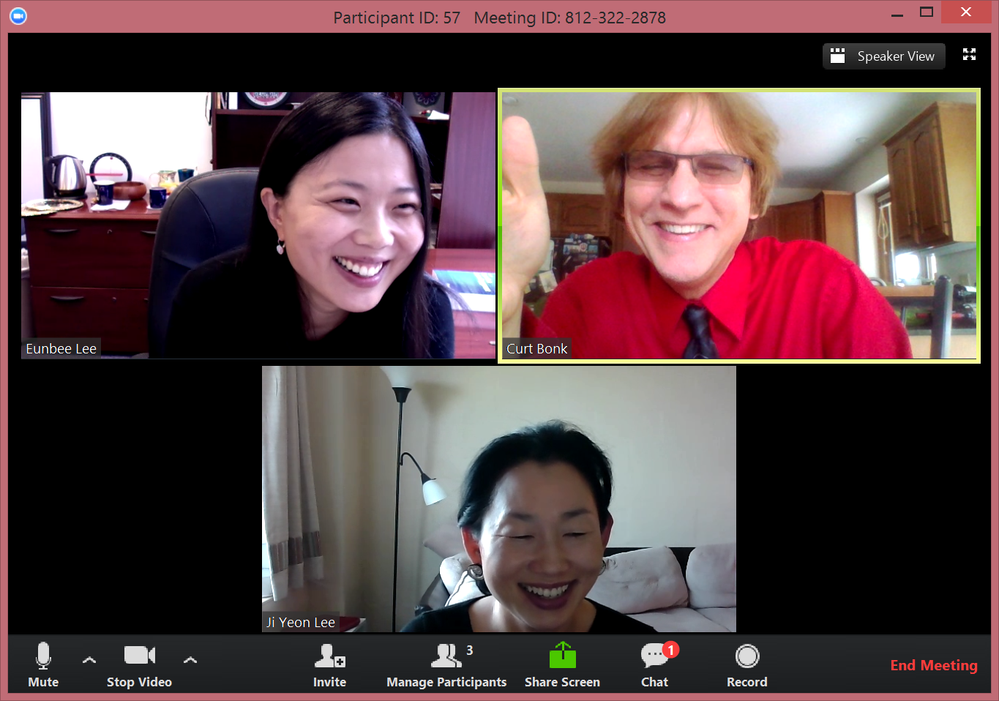 Participant ID: 57 Meeting ID: 812-322-2878
Speaker View
Eunbee Lee
Curt Bonk
Ji Yeon Lee
Mute
Stop Video
Invite
Manage Participants
3
Share Screen
Chat
1
Record
End Meeting